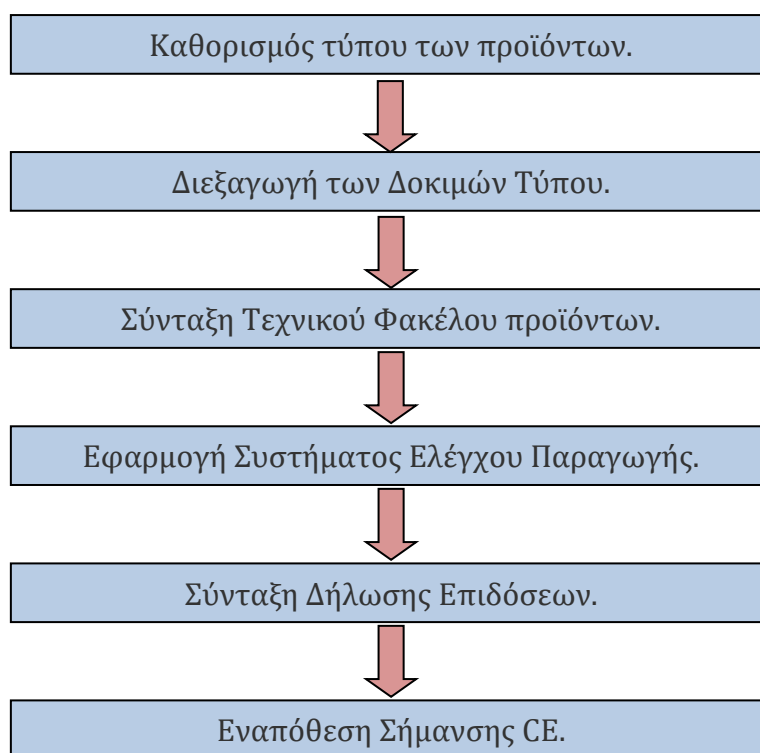 Καθορισμός τύπου των προϊόντων.
Διεξαγωγή των Δοκιμών Τύπου.
Σύνταξη Τεχνικού Φακέλου προϊόντων.
Εφαρμογή Συστήματος Ελέγχου Παραγωγής.
Σύνταξη Δήλωσης Επιδόσεων.
Εναπόθεση Σήμανσης CE.